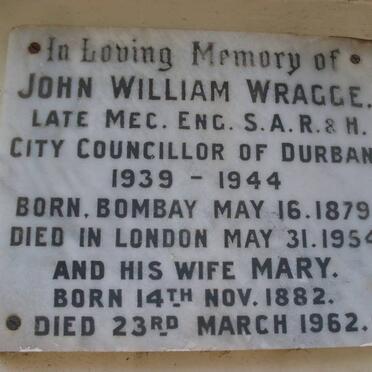 In Loving Memory of
JOHN WILLIAM WRAGGE.
LATE MEC. ENG. S.A.R.& H.
CITY COUNCILLOR OF DURBAN
1939 - 1944
BORN, BOMBAY MAY 16.1879
DIED IN LONDON MAY 31.1954
AND HIS WIFE MARY.
BORN 14TH NOV. 1882.
DIED 23RD MARCH 1962.